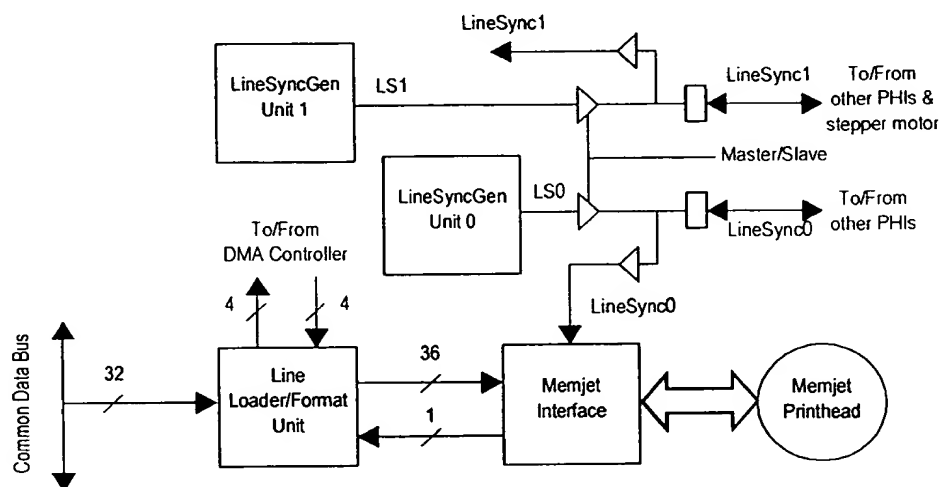 LineSync1
LineSyncGen
Unit 1
LS1
LineSync1
To/From
other PHIs &
stepper motor
Master/Slave
LineSyncGen
Unit 0
LS0
To/From
other PHIs
LineSync0
To/From
DMA Controller
4
4
LineSync0
Common Data Bus
32
Line
Loader/Format
Unit
36
1
Memjet
Interface
Memjet
Printhead